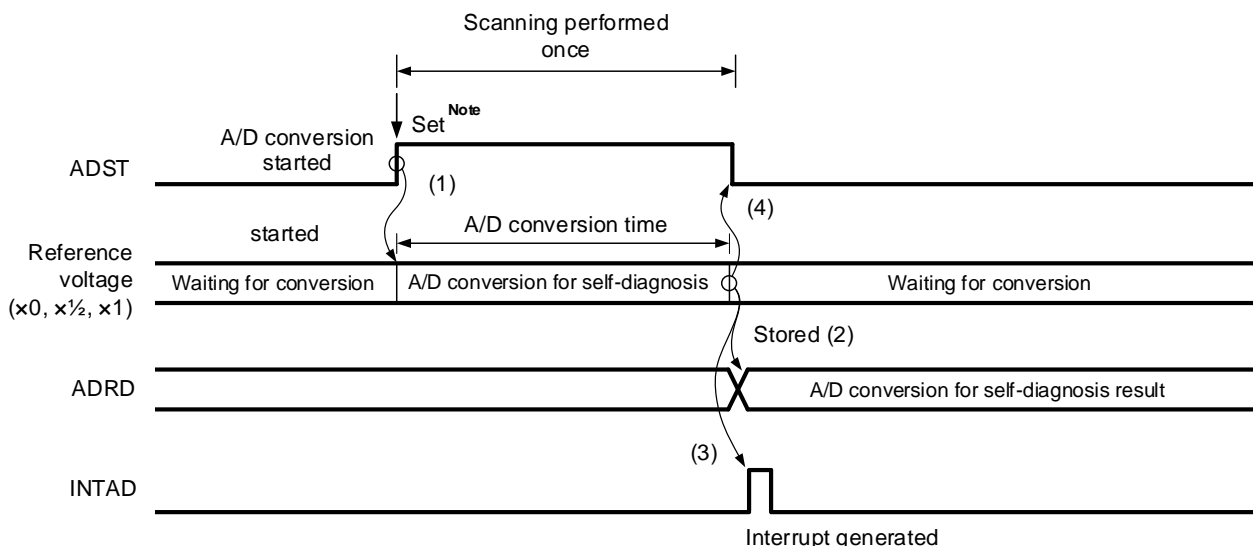 Scanning performed
once
Set Note
A/D conversion
started
ADST
(1)
(4)
started
A/D conversion time
Reference
voltage
(×0, ×½, ×1)
Waiting for conversion
A/D conversion for self-diagnosis
Waiting for conversion
Stored (2)
ADRD
A/D conversion for self-diagnosis result
(3)
INTAD
Interrupt generated